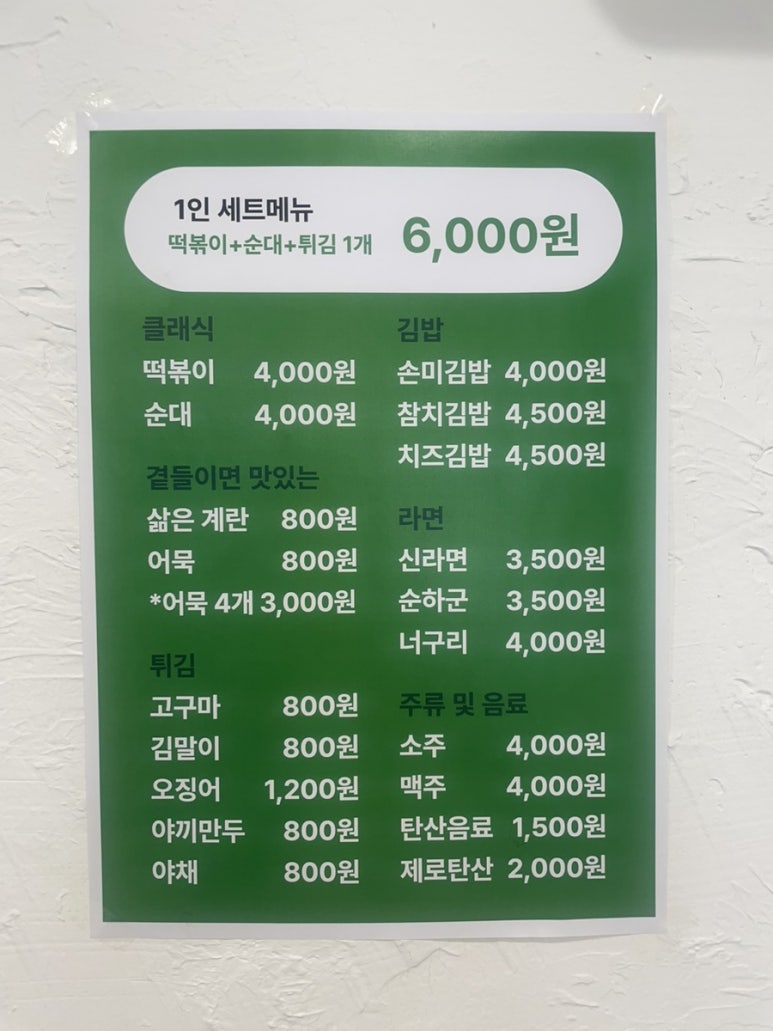 1인 세트메뉴
떡볶이+순대+튀김 1개 6,000원
클래식
떡볶이 4,000원
순대 4,000원
곁들이면 맛있는
삶은 계란 800원
어묵 800원
*어묵 4개 3,000원
튀김
고구마 800원
김말이 800원
오징어 1,200원
야끼만두 800원
야채 800원
김밥
손미김밥 4,000원
참치김밥 4,500원
치즈김밥 4,500원
라면
신라면 3,500원
순하군 3,500원
너구리 4,000원
주류 및 음료
소주 4,000원
맥주 4,000원
탄산음료 1,500원
제로탄산 2,000원